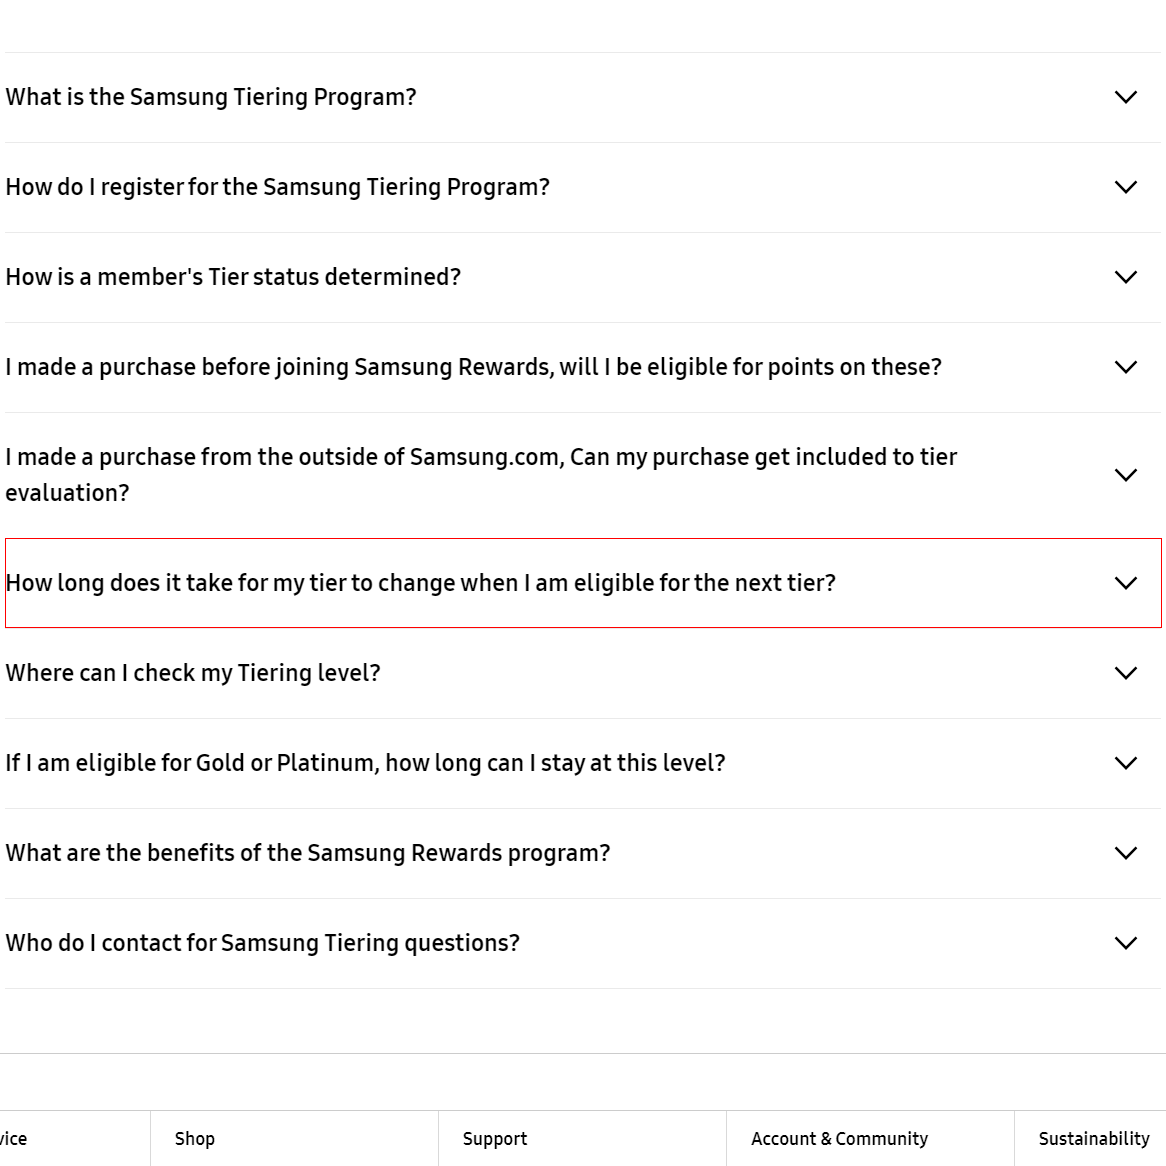 What is the Samsung Tiering Program?
How do I register for the Samsung Tiering Program?
How is a member's Tier status determined?
I made a purchase before joining Samsung Rewards, will I be eligible for points on these?
I made a purchase from the outside of Samsung.com, Can my purchase get included to tier
evaluation?
How long does it take for my tier to change when I am eligible for the next tier?
Where can I check my Tiering level?
If I am eligible for Gold or Platinum, how long can I stay at this level?
What are the benefits of the Samsung Rewards program?
Who do I contact for Samsung Tiering questions?
Shop
Support
Account & Community
Sustainability